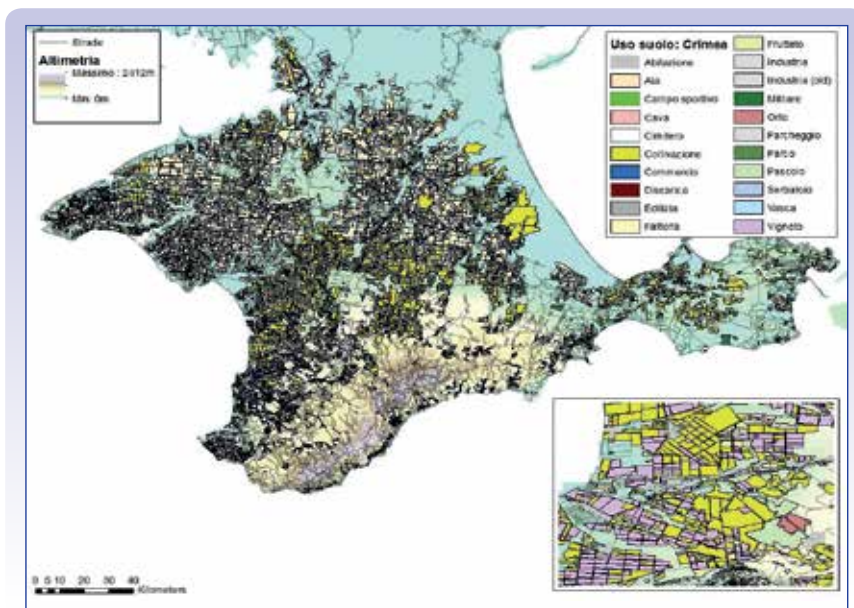 Strade
Altimetria
Massimo : 2412m
Min. 0m
Uso suolo: Crimea
Abitazione
Aia
Campo sportivo
Cava
Cimitero
Coltivazione
Commercio
Discarica
Edilizia
Fattoria
Frutteto
Industria
Industria (old)
Militare
Orto
Parcheggio
Parco
Pascolo
Serbatoio
Vasca
Vigneto
0 5 10 20 30 40
Kilometers